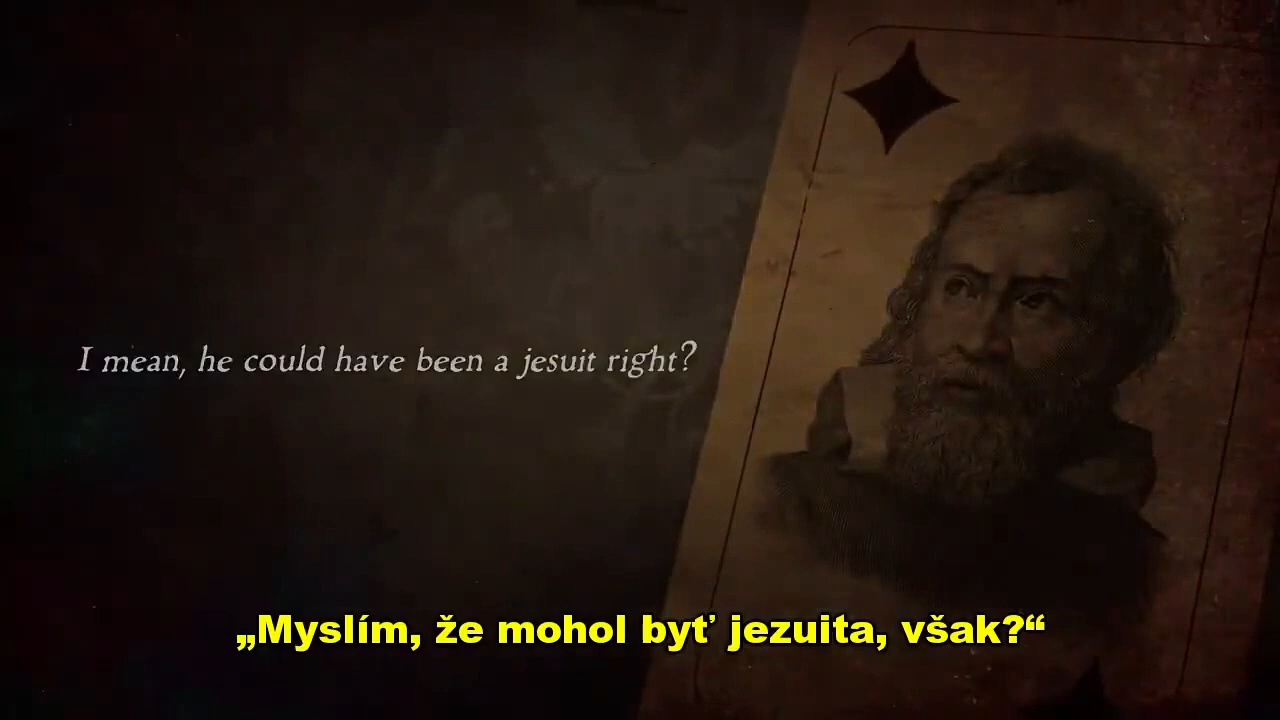 I mean, he could have been a jesuit right?
„Myslím, že mohol byť jezuita, však?“